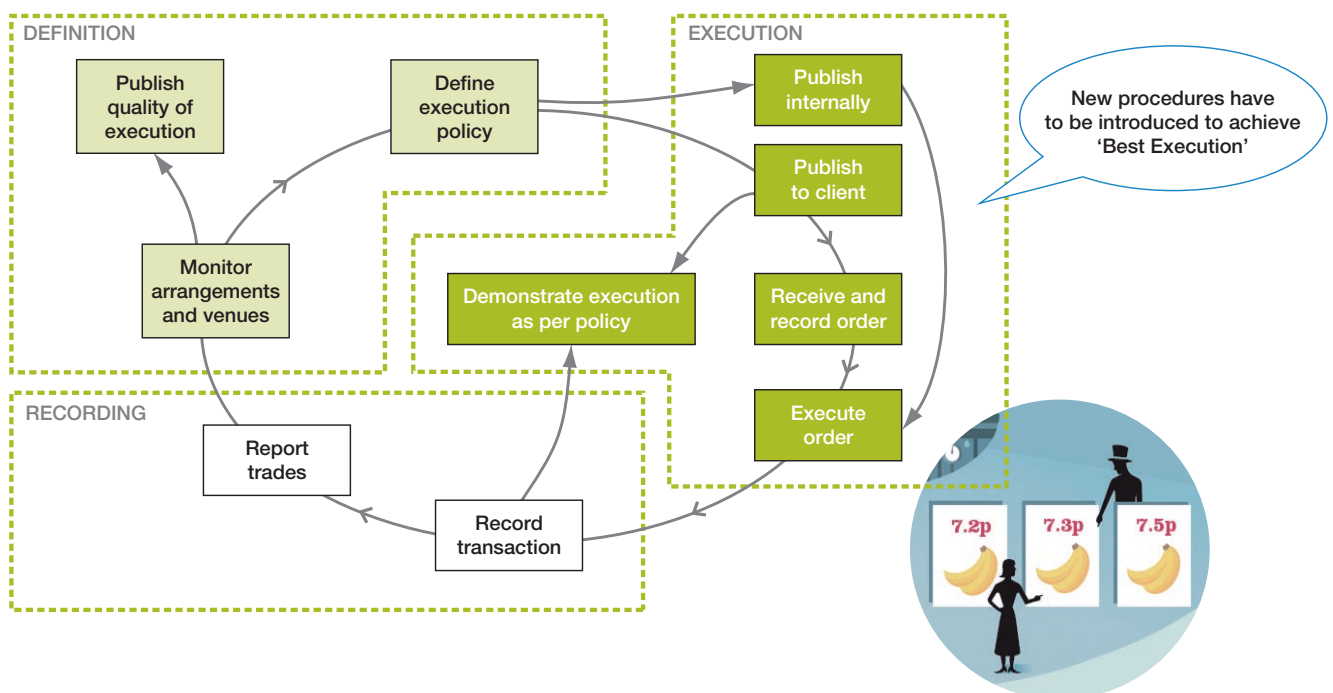 DEFINITION
Publish
quality of
execution
Define
execution
policy
Monitor
arrangements
and venues
EXECUTION
Publish
internally
Publish
to client
Demonstrate execution
as per policy
Receive and
record order
Execute
order
New procedures have
to be introduced to achieve
‘Best Execution’
RECORDING
Report
trades
Record
transaction
7.2p
7.3p
7.5p